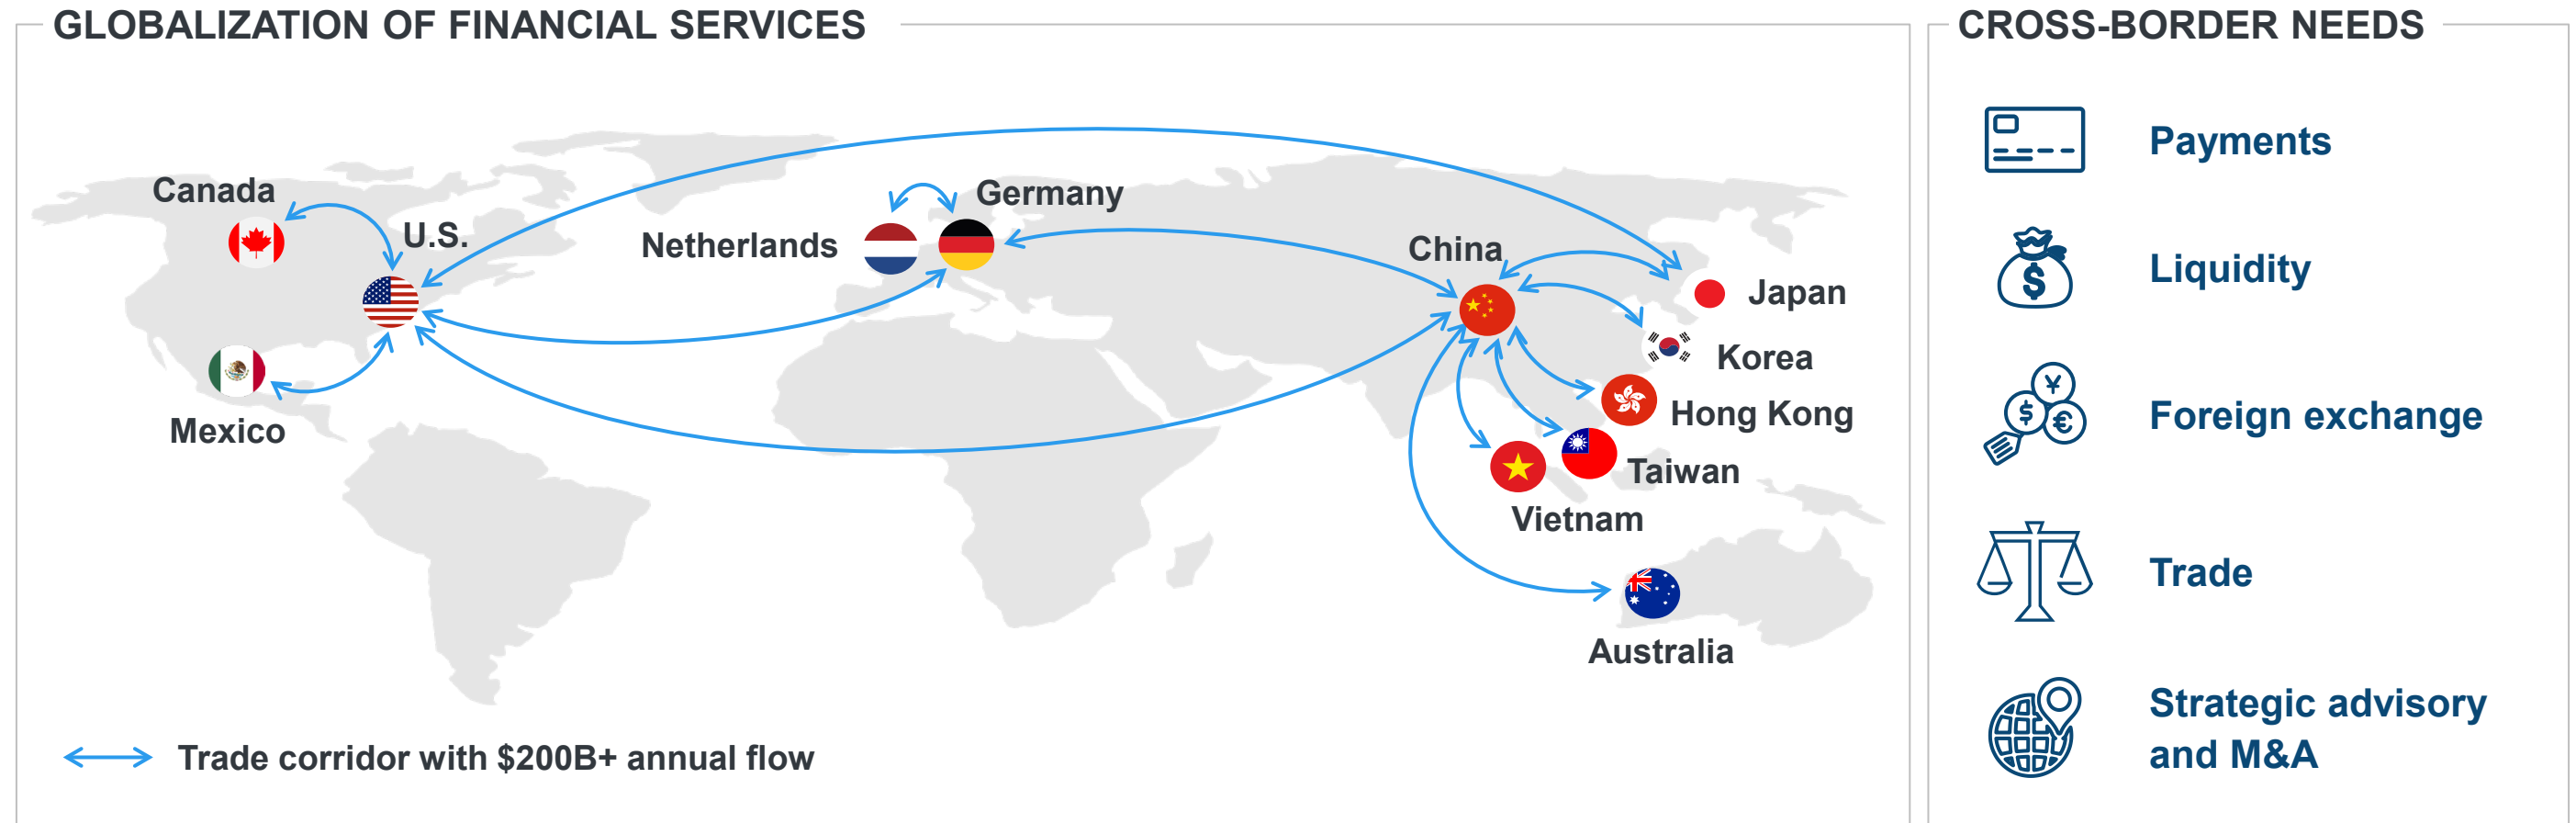 GLOBALIZATION OF FINANCIAL SERVICES
Canada
U.S.
Mexico
Netherlands
Germany
China
Japan
Korea
Hong Kong
Taiwan
Vietnam
Australia
Trade corridor with $200B+ annual flow
CROSS-BORDER NEEDS
Payments
$
Liquidity
¥
$
€
Foreign exchange
Trade
Strategic advisory
and M&A